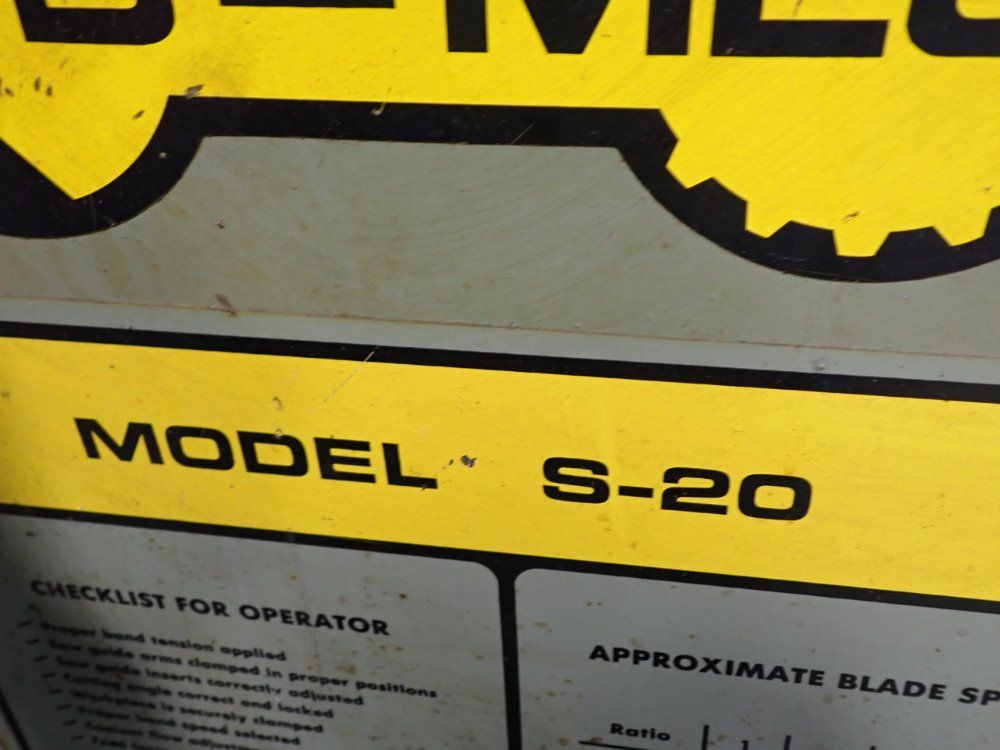 MODEL S-20
CHECKLIST FOR OPERATOR
Proper band tension applied
Saw guide arms clamped in proper positions
Saw guide inserts correctly adjusted
Cutting angle correct and locked
Workpiece is securely clamped
Proper band speed selected
APPROXIMATE BLADE SP
Ratio 1